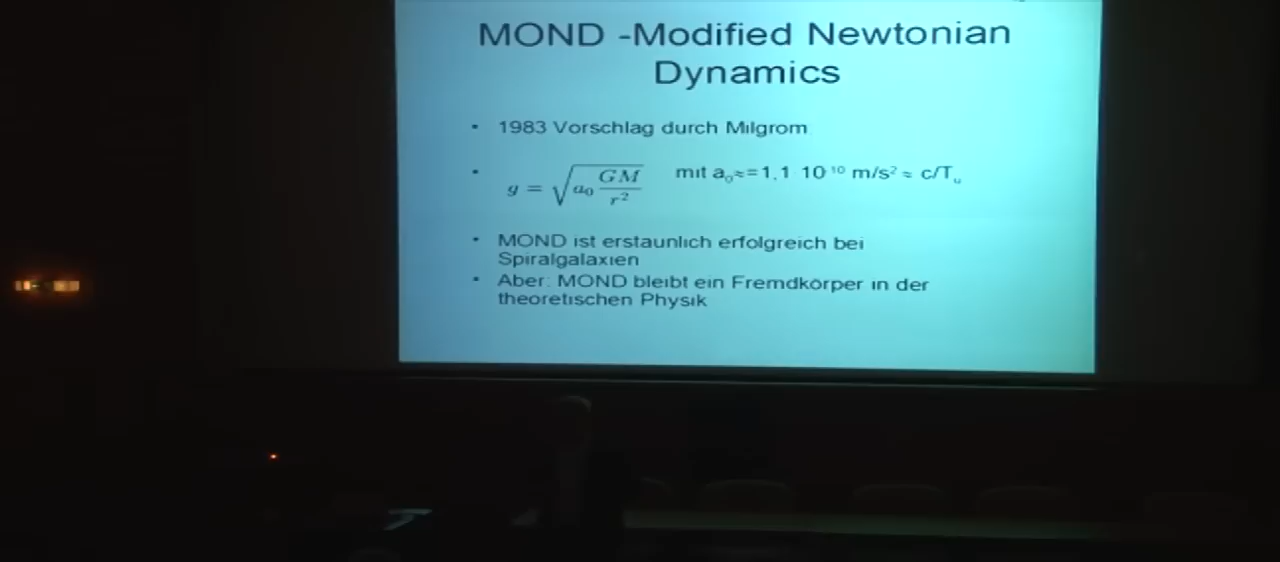 MOND -Modified Newtonian
Dynamics
• 1983 Vorschlag durch Milgrom
• g = √(a₀ GM/r²) mit a₀≈=1,1 10⁻¹⁰ m/s² ≈ c/Tᵤ
• MOND ist erstaunlich erfolgreich bei
Spiralgalaxien
• Aber: MOND bleibt ein Fremdkörper in der
theoretischen Physik